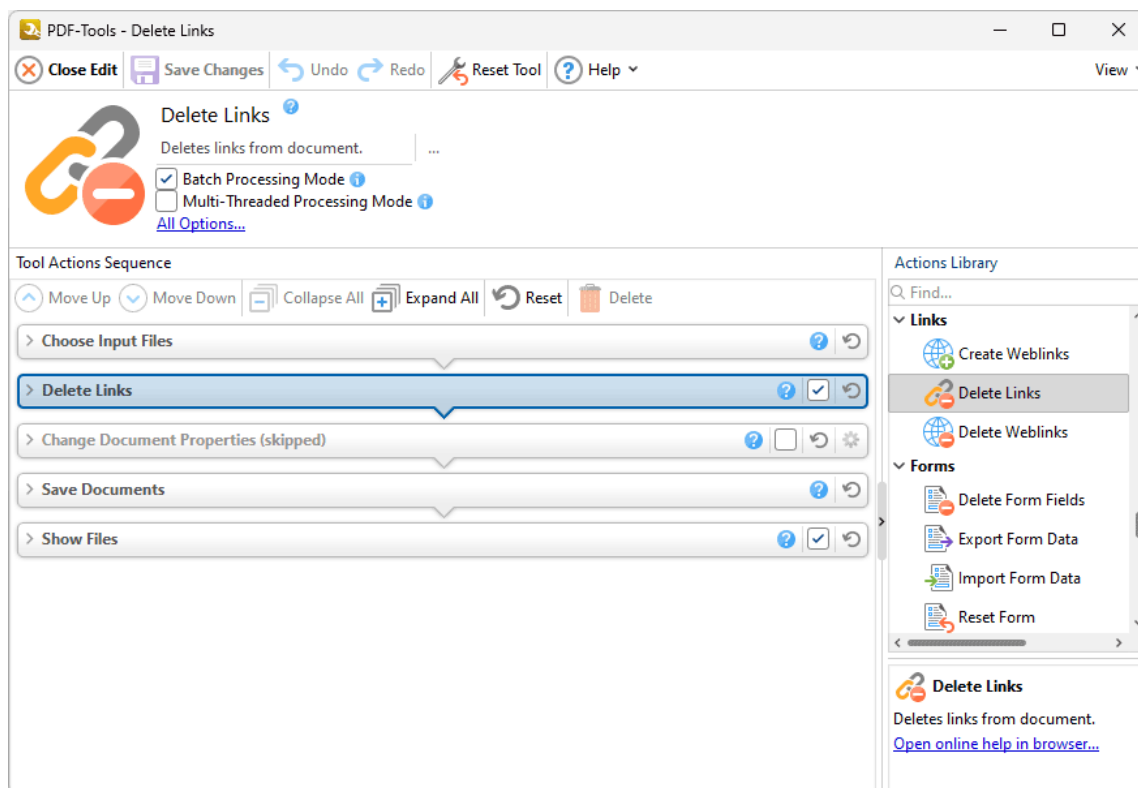 PDF-Tools - Delete Links
Close Edit Save Changes Undo Redo Reset Tool ? Help View
Delete Links ?
Deletes links from document. ...
Batch Processing Mode i
Multi-Threaded Processing Mode i
All Options...
Tool Actions Sequence
Move Up Move Down Collapse All Expand All Reset Delete
Choose Input Files ?
Delete Links ?
Change Document Properties (skipped) ?
Save Documents ?
Show Files ?
Actions Library
Find...
Links
Create Weblinks
Delete Links
Delete Weblinks
Forms
Delete Form Fields
Export Form Data
Import Form Data
Reset Form
Delete Links
Deletes links from document.
Open online help in browser...